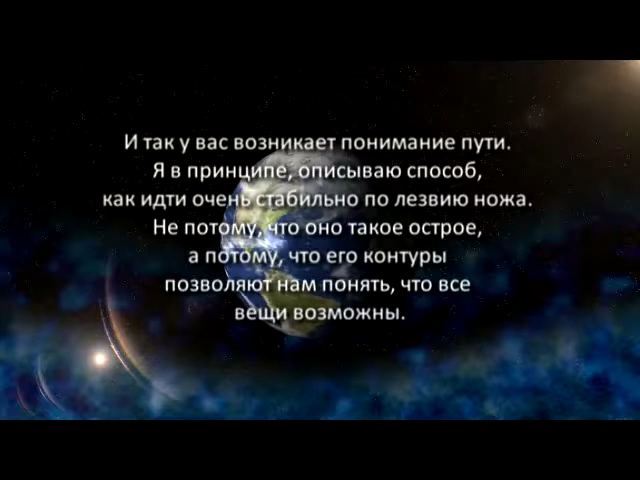 И так у вас возникает понимание пути.
Я в принципе, описываю способ,
как идти очень стабильно по лезвию ножа.
Не потому, что оно такое острое,
а потому, что его контуры
позволяют нам понять, что все
вещи возможны.